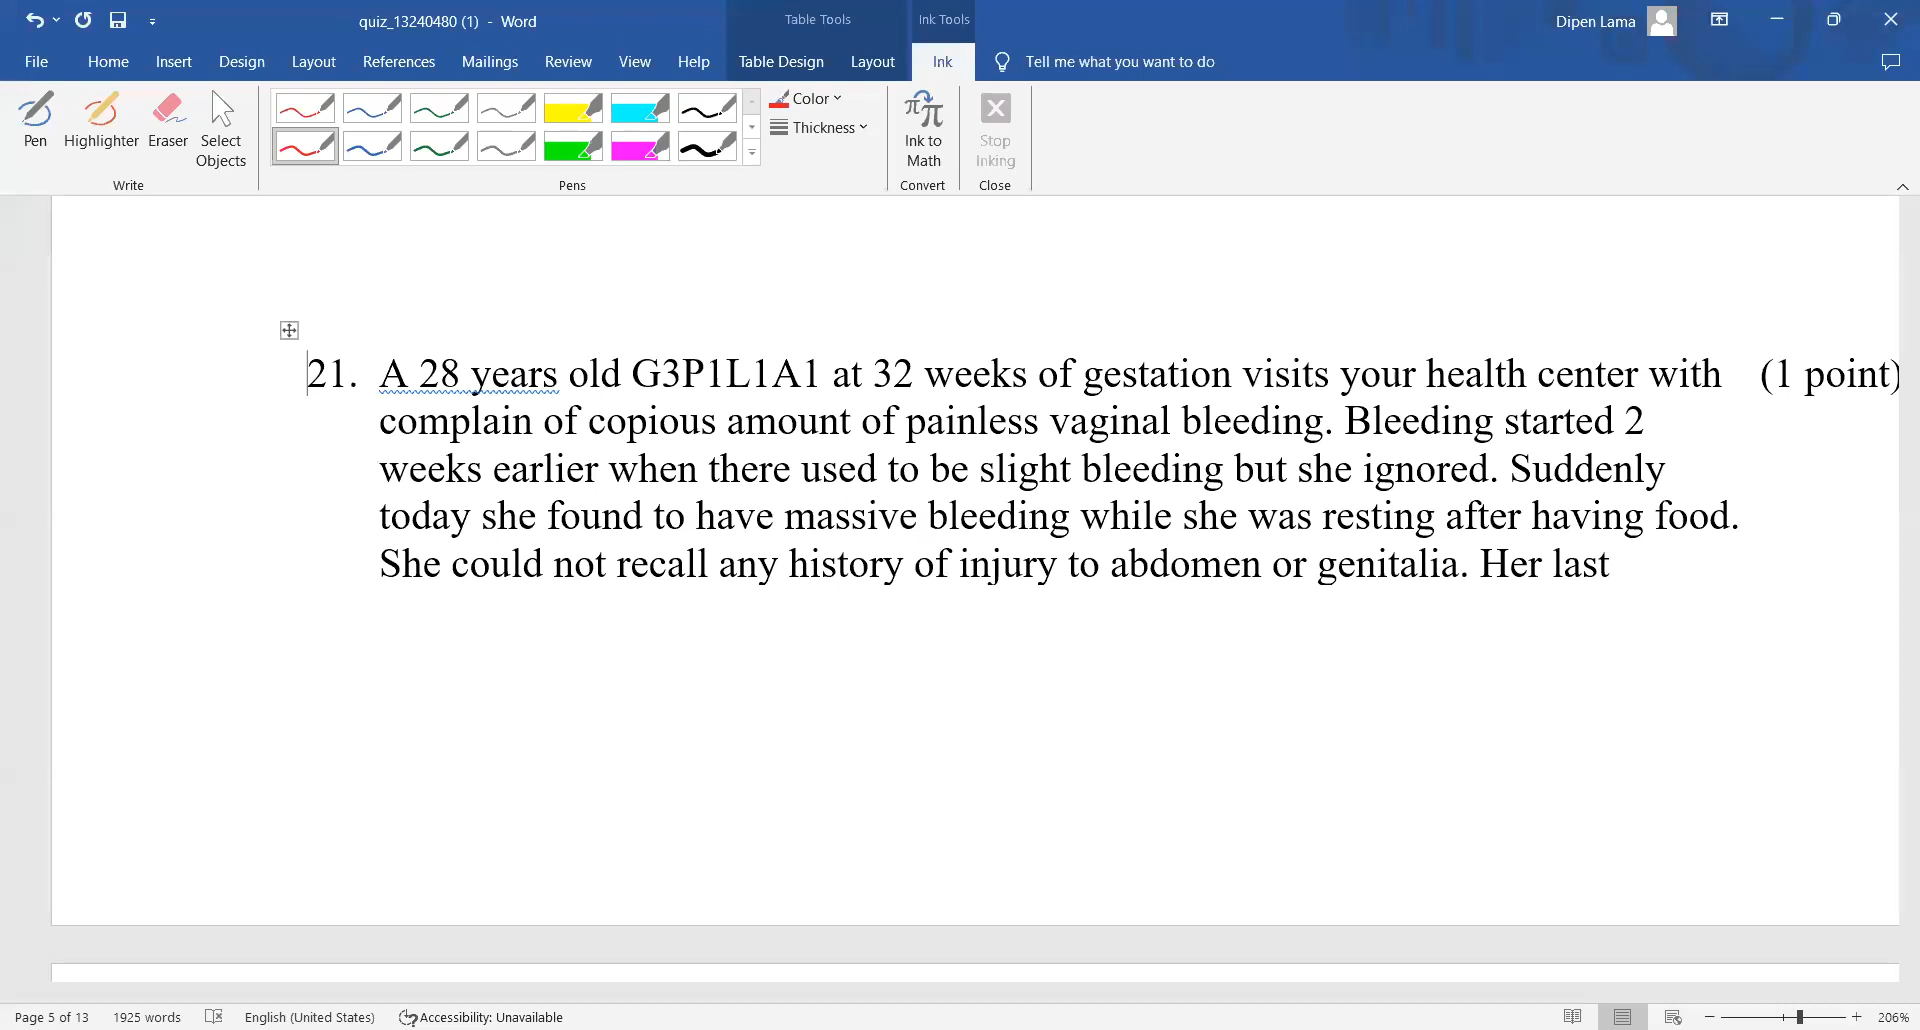 quiz_13240480 (1) - Word
Table Tools
Ink Tools
Dipen Lama
File Home Insert Design Layout References Mailings Review View Help Table Design Layout Ink Tell me what you want to do
Pen
Highlighter
Eraser
Select Objects
Color
Thickness
Ink to Math
Stop Inking
Write
Pens
Convert
Close
21. A 28 years old G3P1L1A1 at 32 weeks of gestation visits your health center with (1 point)
complain of copious amount of painless vaginal bleeding. Bleeding started 2
weeks earlier when there used to be slight bleeding but she ignored. Suddenly
today she found to have massive bleeding while she was resting after having food.
She could not recall any history of injury to abdomen or genitalia. Her last
Page 5 of 13 1925 words English (United States) Accessibility: Unavailable 206%